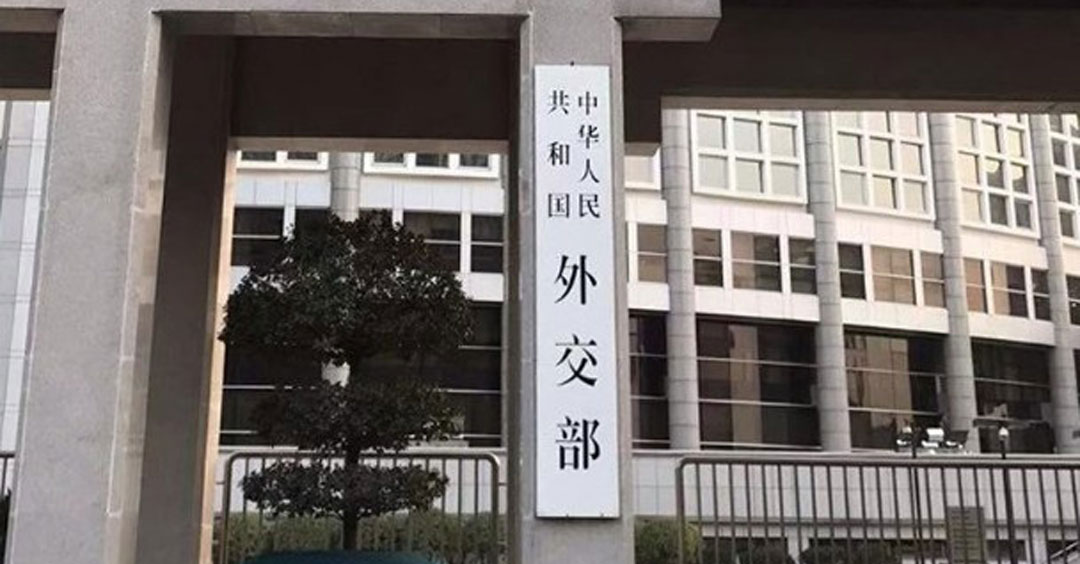 中华人民
共和国
外交部